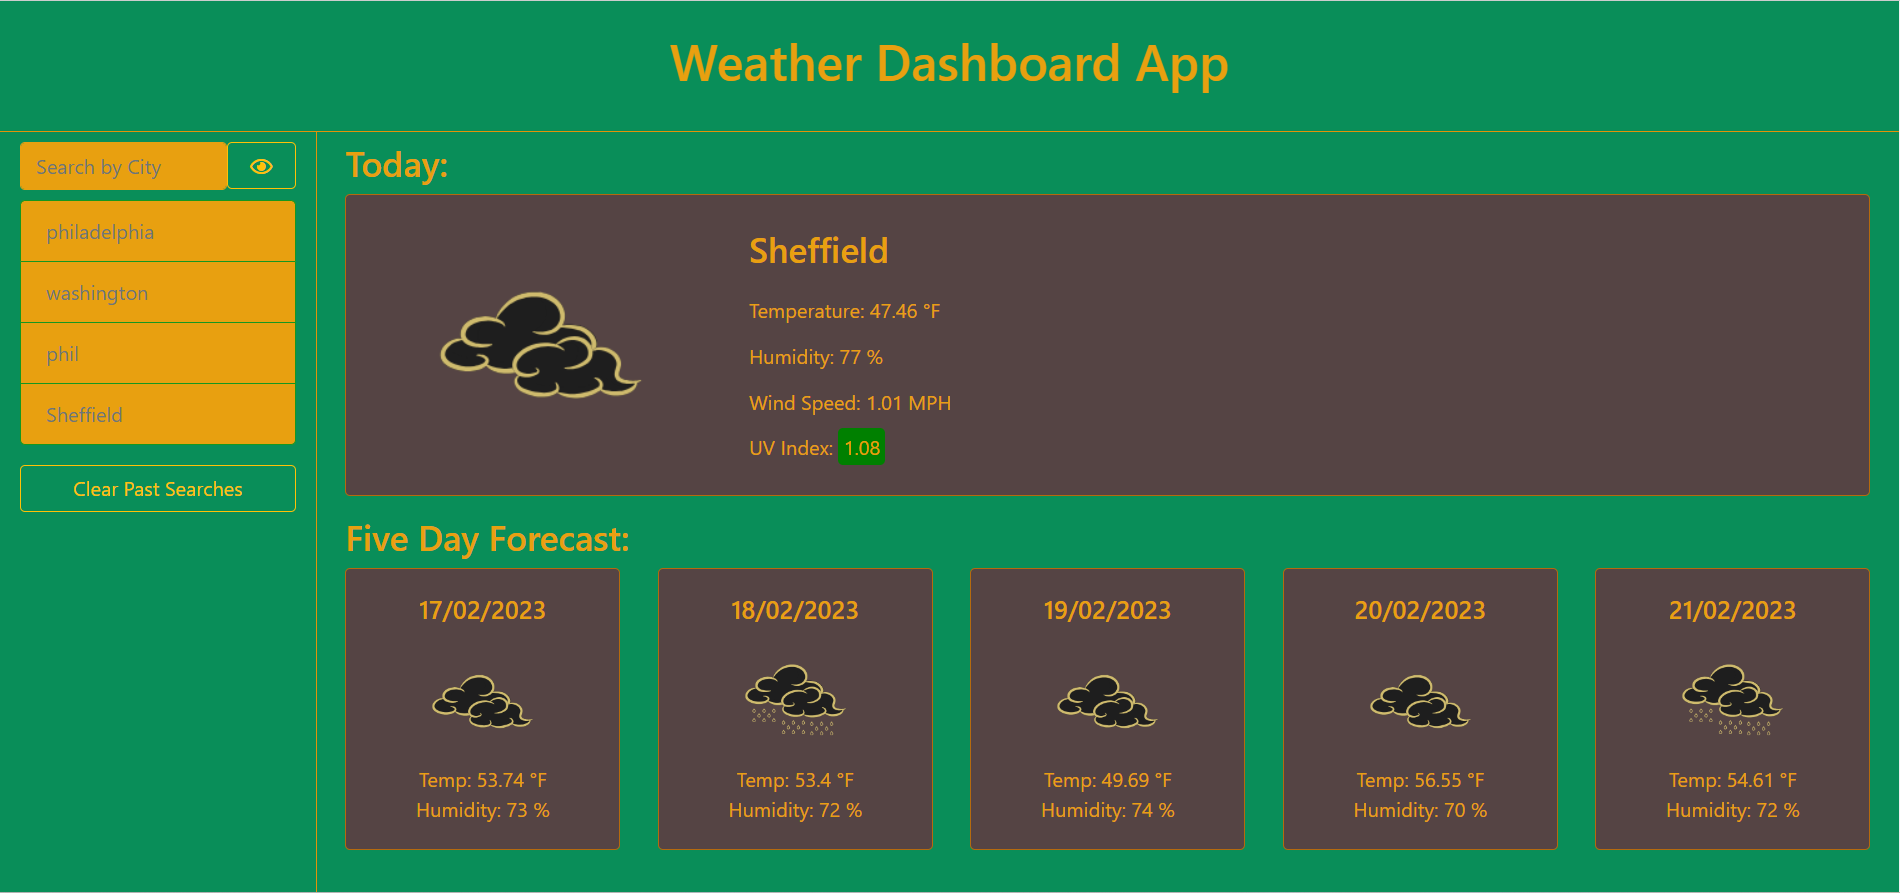 Weather Dashboard App
Search by City
philadelphia
washington
phil
Sheffield
Clear Past Searches
Today:
Sheffield
Temperature: 47.46 °F
Humidity: 77 %
Wind Speed: 1.01 MPH
UV Index: 1.08
Five Day Forecast:
17/02/2023
Temp: 53.74 °F
Humidity: 73 %
18/02/2023
Temp: 53.4 °F
Humidity: 72 %
19/02/2023
Temp: 49.69 °F
Humidity: 74 %
20/02/2023
Temp: 56.55 °F
Humidity: 70 %
21/02/2023
Temp: 54.61 °F
Humidity: 72 %